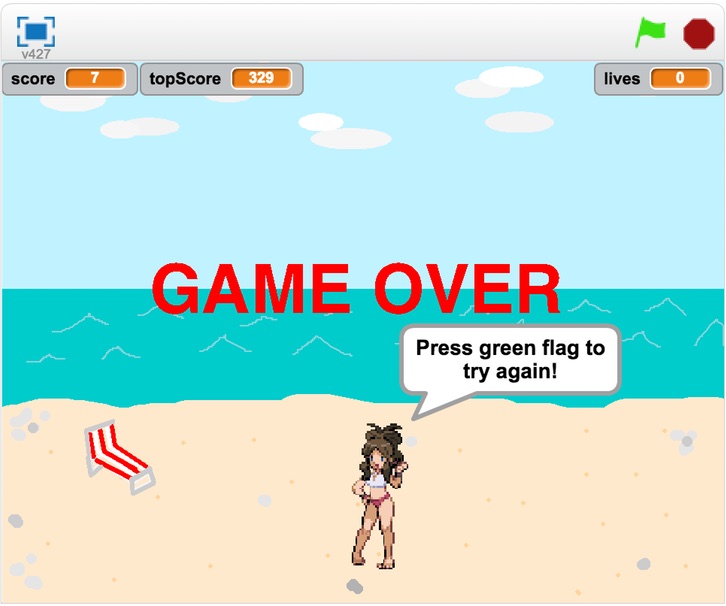 v427
score 7 topScore 329 lives 0
GAME OVER
Press green flag to
try again!